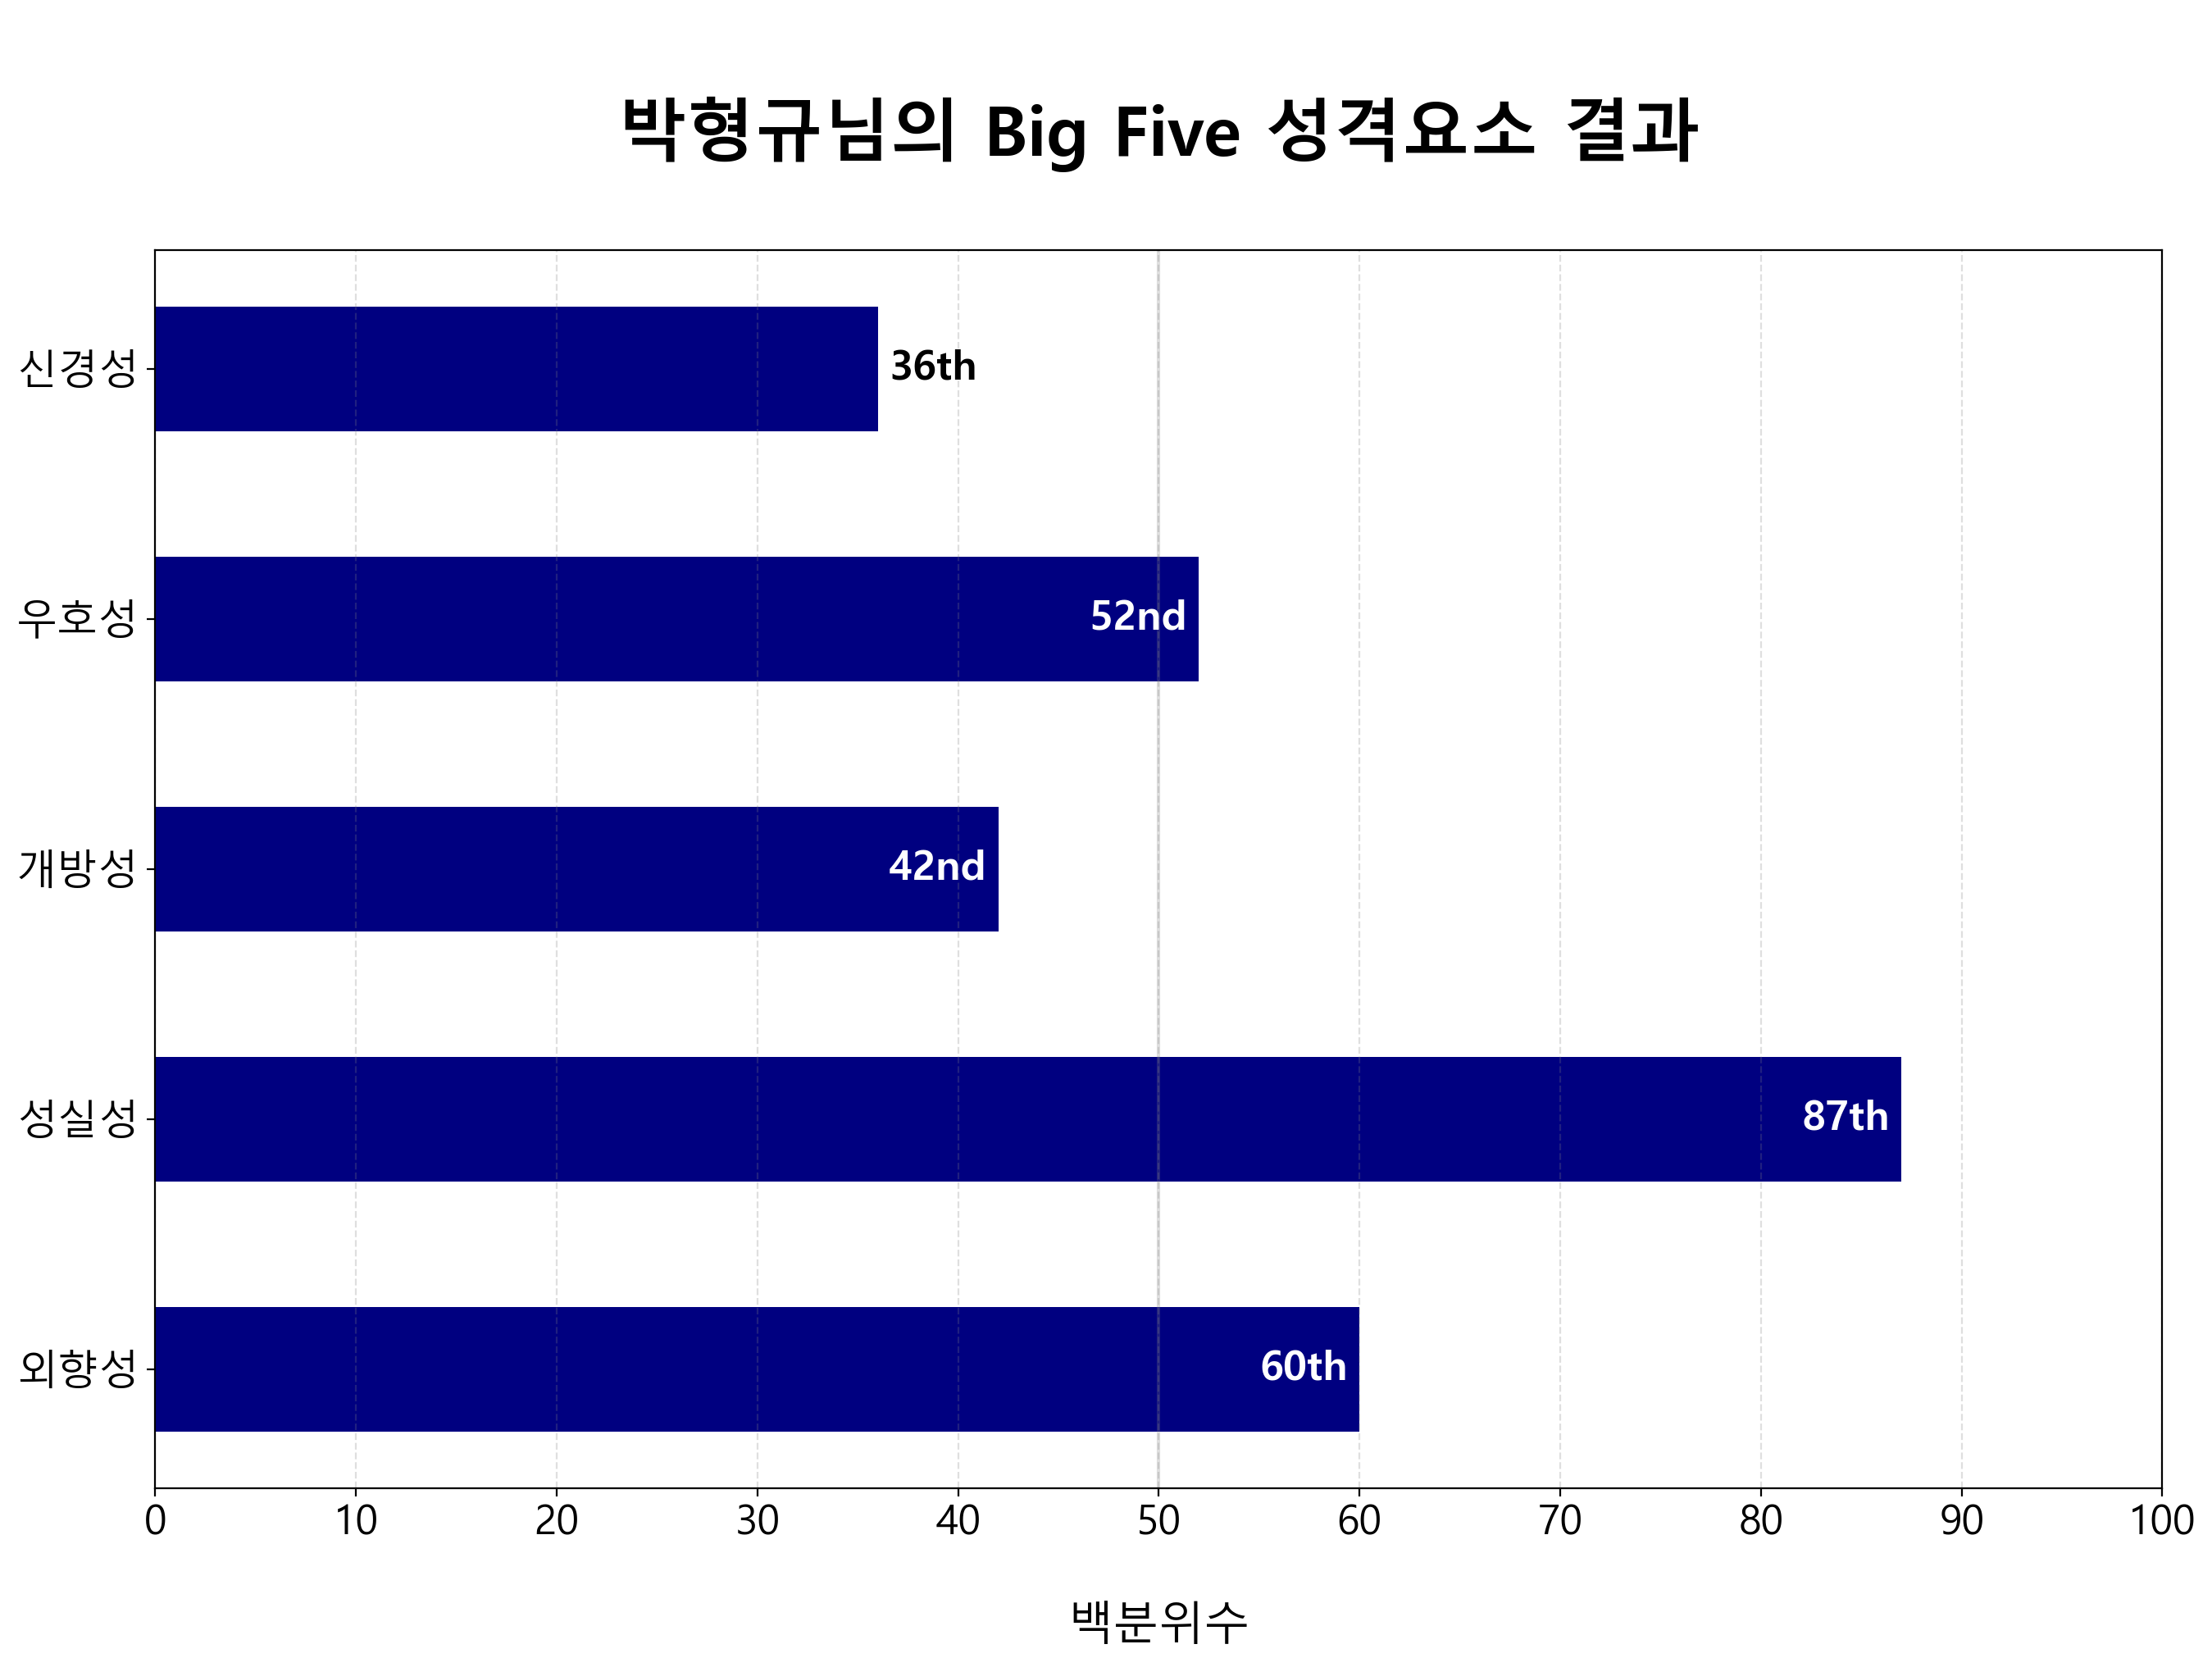 박형규님의 Big Five 성격요소 결과
신경성 36th
우호성 52nd
개방성 42nd
성실성 87th
외향성 60th
0 10 20 30 40 50 60 70 80 90 100
백분위수